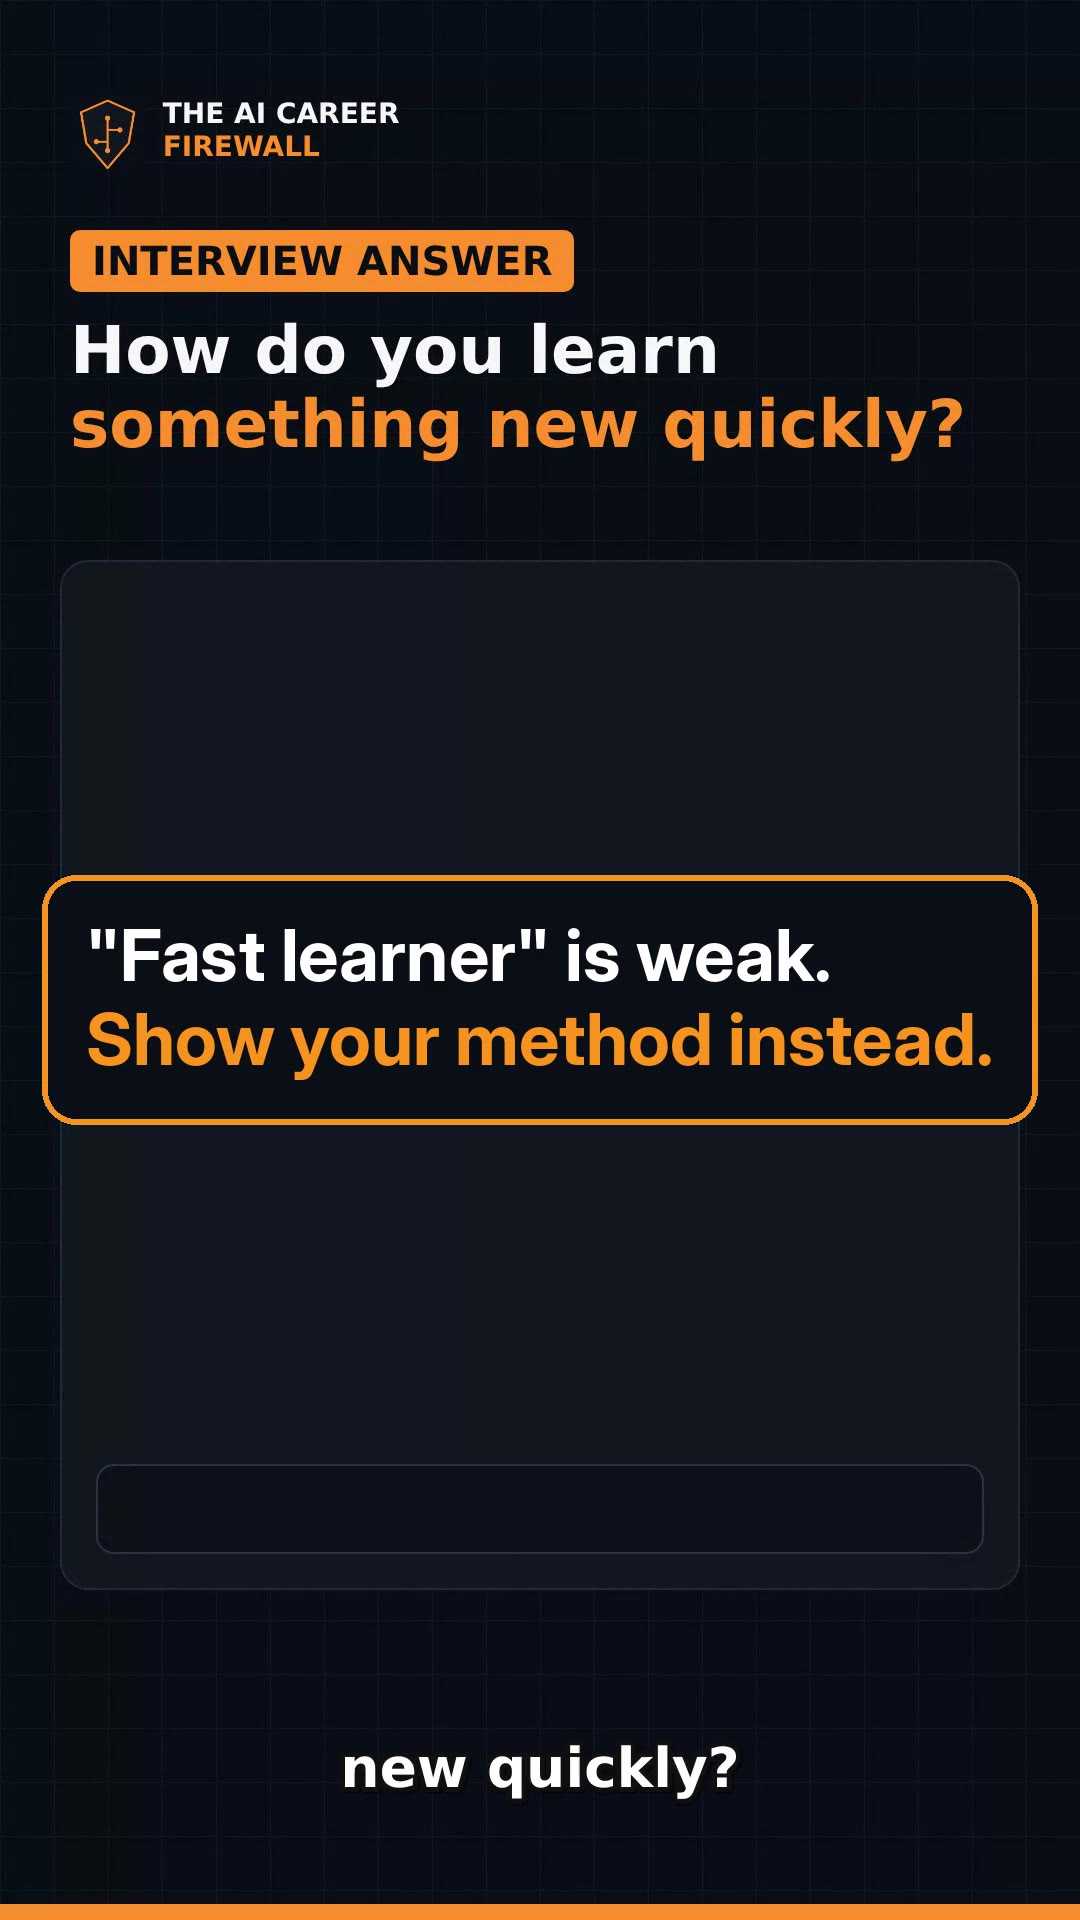 THE AI CAREER
FIREWALL
INTERVIEW ANSWER
How do you learn
something new quickly?
"Fast learner" is weak.
Show your method instead.
new quickly?